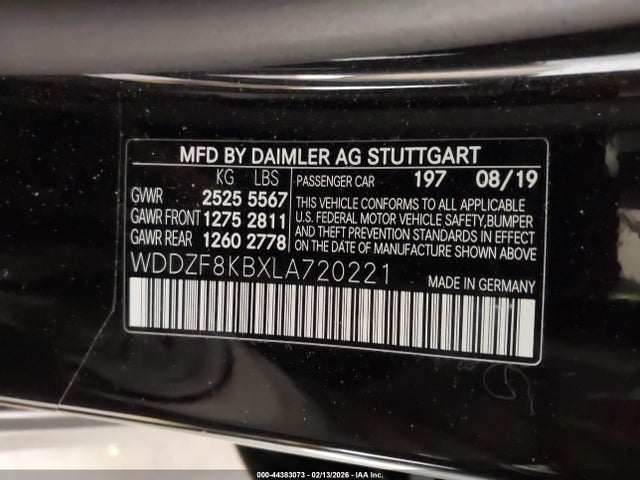 MFD BY DAIMLER AG STUTTGART
KG LBS
GVWR 2525 5567
GAWR FRONT 1275 2811
GAWR REAR 1260 2778
PASSENGER CAR 197 08/19
THIS VEHICLE CONFORMS TO ALL APPLICABLE
U.S. FEDERAL MOTOR VEHICLE SAFETY,BUMPER
AND THEFT PREVENTION STANDARDS IN EFFECT
ON THE DATE OF MANUFACTURE SHOWN ABOVE
WDDZF8KBXLA720221
MADE IN GERMANY
000-44383073 - 02/13/2026 - IAA Inc.